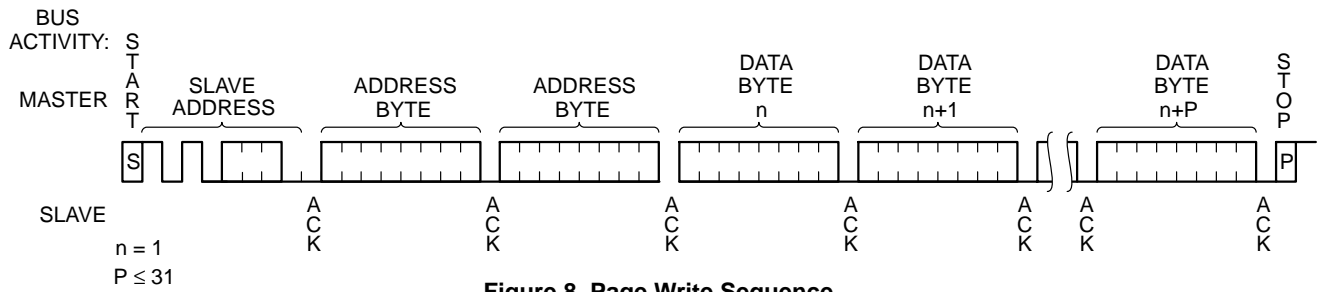 BUS
ACTIVITY:
MASTER
START
SLAVE
ADDRESS
ADDRESS
BYTE
ADDRESS
BYTE
DATA
BYTE
n
DATA
BYTE
n+1
DATA
BYTE
n+P
STOP
S
P
SLAVE
ACK
ACK
ACK
ACK
ACK
ACK
ACK
n = 1
P ≤ 31
Figure 8. Page Write Sequence